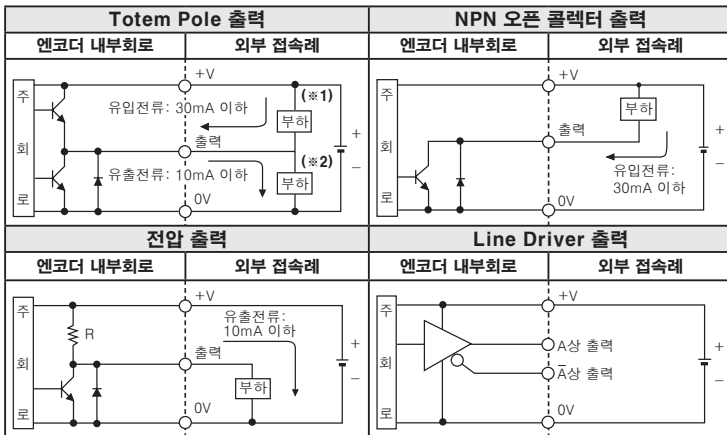 Totem Pole 출력
NPN 오픈 콜렉터 출력
엔코더 내부회로
외부 접속례
엔코더 내부회로
외부 접속례
주
회
로
+V
(※1)
유입전류: 30mA 이하
부하
출력
(※2)
유출전류: 10mA 이하
부하
0V
+
−
주
회
로
+V
부하
출력
유입전류:
30mA 이하
0V
+
−
전압 출력
Line Driver 출력
엔코더 내부회로
외부 접속례
엔코더 내부회로
외부 접속례
주
회
로
+V
R
유출전류:
10mA 이하
출력
부하
0V
+
−
주
회
로
+V
A상 출력
A̅상 출력
0V
+
−